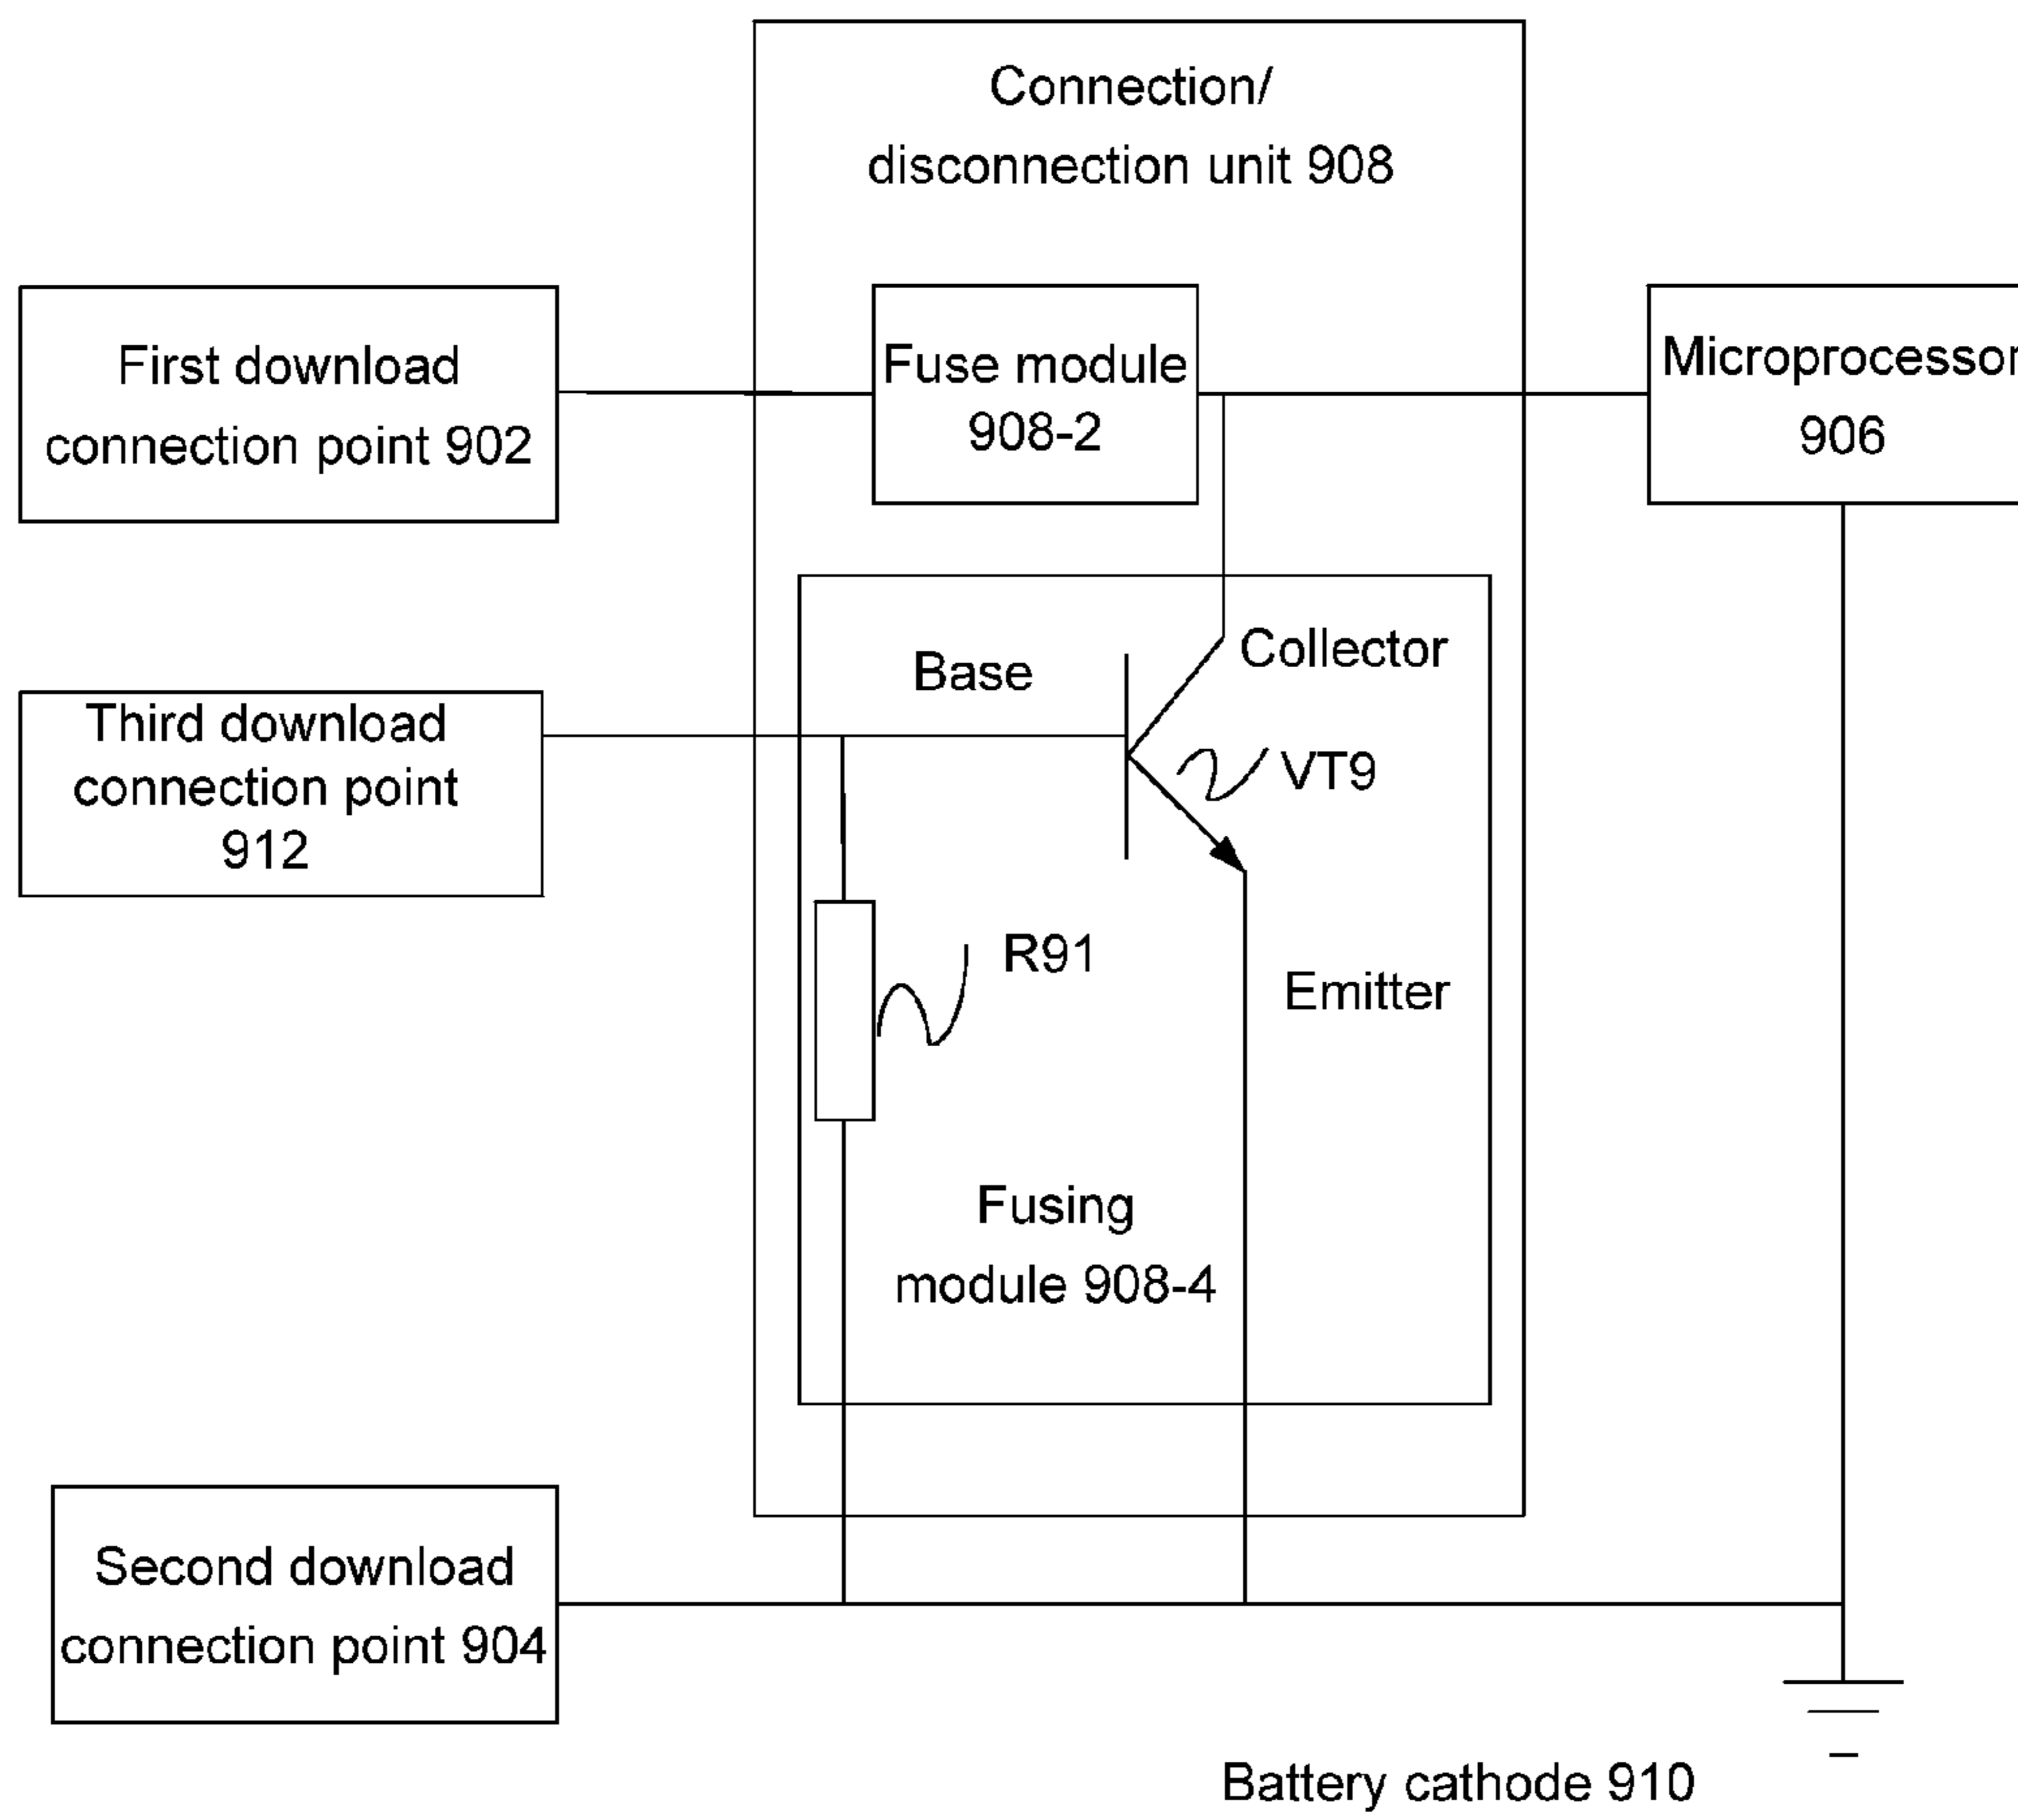 Connection/
disconnection unit 908
First download
connection point 902
Fuse module
908-2
Microprocessor
906
Third download
connection point
912
Base
Collector
VT9
R91
Emitter
Fusing
module 908-4
Second download
connection point 904
Battery cathode 910